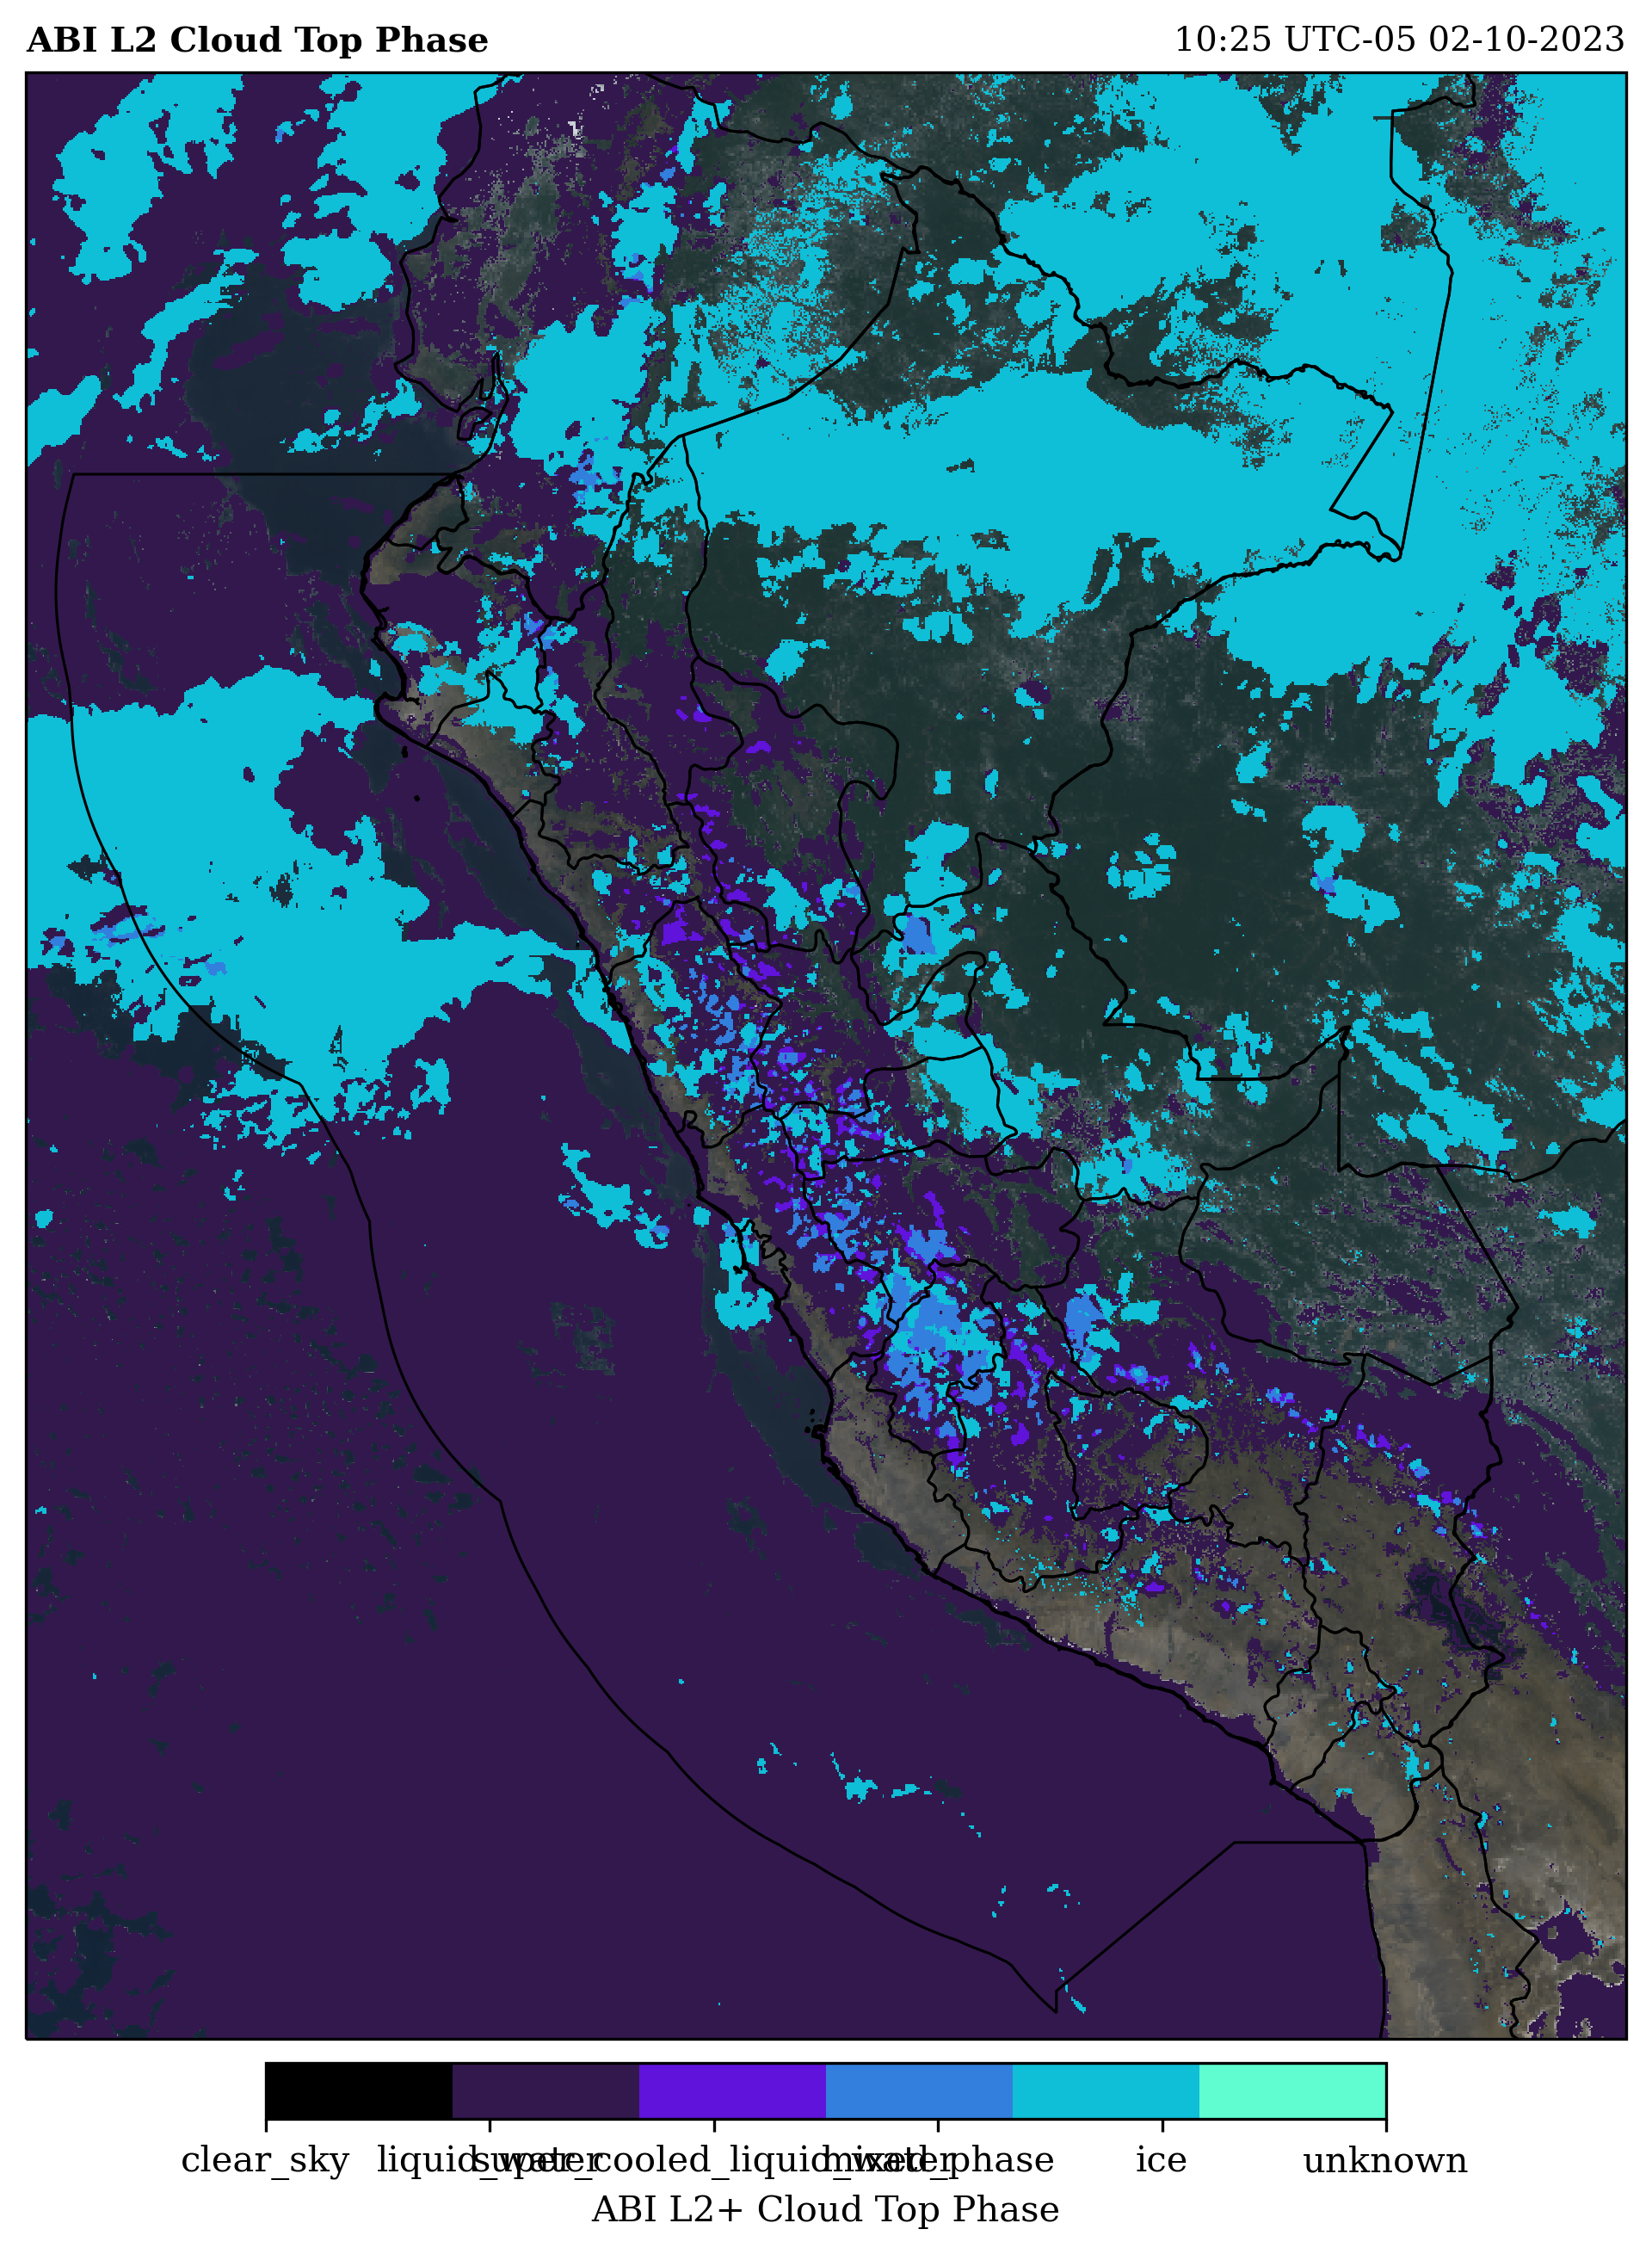 ABI L2 Cloud Top Phase
10:25 UTC-05 02-10-2023
clear_sky liquid_water super_cooled_liquid_water mixed_phase ice unknown
ABI L2+ Cloud Top Phase